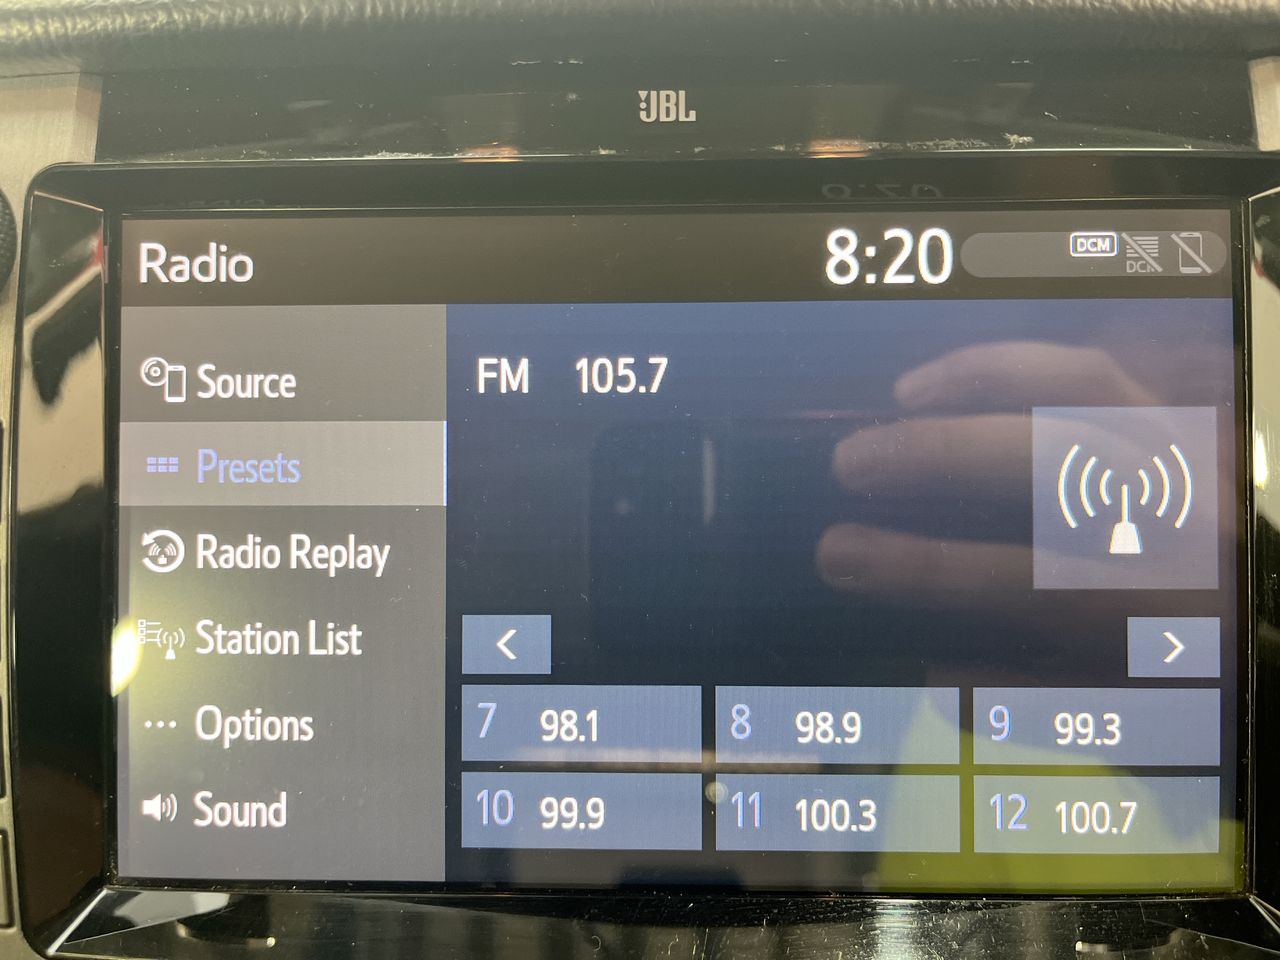 JBL
Radio 8:20 DCM DCM
Source
Presets
Radio Replay
Station List
Options
Sound
FM 105.7
< >
7 98.1 8 98.9 9 99.3
10 99.9 11 100.3 12 100.7